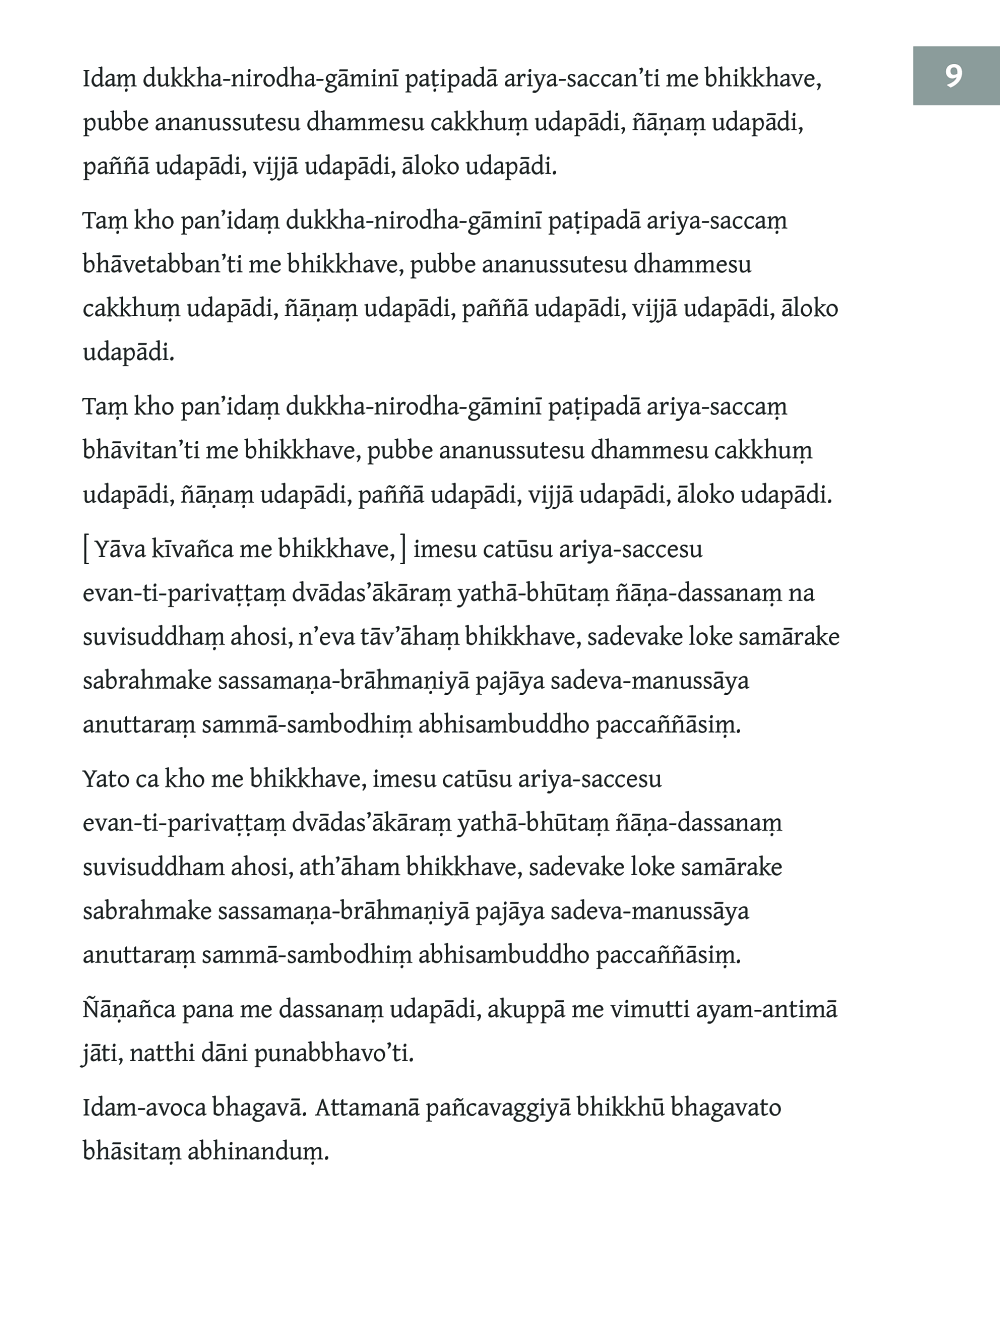 Idaṃ dukkha-nirodha-gāminī paṭipadā ariya-saccan’ti me bhikkhave,
9
pubbe ananussutesu dhammesu cakkhuṃ udapādi, ñāṇaṃ udapādi,
paññā udapādi, vijjā udapādi, āloko udapādi.
Taṃ kho pan’idaṃ dukkha-nirodha-gāminī paṭipadā ariya-saccaṃ
bhāvetabban’ti me bhikkhave, pubbe ananussutesu dhammesu
cakkhuṃ udapādi, ñāṇaṃ udapādi, paññā udapādi, vijjā udapādi, āloko
udapādi.
Taṃ kho pan’idaṃ dukkha-nirodha-gāminī paṭipadā ariya-saccaṃ
bhāvitan’ti me bhikkhave, pubbe ananussutesu dhammesu cakkhuṃ
udapādi, ñāṇaṃ udapādi, paññā udapādi, vijjā udapādi, āloko udapādi.
[ Yāva kīvañca me bhikkhave, ] imesu catūsu ariya-saccesu
evan-ti-parivaṭṭaṃ dvādas’ākāraṃ yathā-bhūtaṃ ñāṇa-dassanaṃ na
suvisuddhaṃ ahosi, n’eva tāv’āhaṃ bhikkhave, sadevake loke samārake
sabrahmake sassamaṇa-brāhmaṇiyā pajāya sadeva-manussāya
anuttaraṃ sammā-sambodhiṃ abhisambuddho paccaññāsiṃ.
Yato ca kho me bhikkhave, imesu catūsu ariya-saccesu
evan-ti-parivaṭṭaṃ dvādas’ākāraṃ yathā-bhūtaṃ ñāṇa-dassanaṃ
suvisuddham ahosi, ath’āham bhikkhave, sadevake loke samārake
sabrahmake sassamaṇa-brāhmaṇiyā pajāya sadeva-manussāya
anuttaraṃ sammā-sambodhiṃ abhisambuddho paccaññāsiṃ.
Ñāṇañca pana me dassanaṃ udapādi, akuppā me vimutti ayam-antimā
jāti, natthi dāni punabbhavo’ti.
Idam-avoca bhagavā. Attamanā pañcavaggiyā bhikkhū bhagavato
bhāsitaṃ abhinanduṃ.